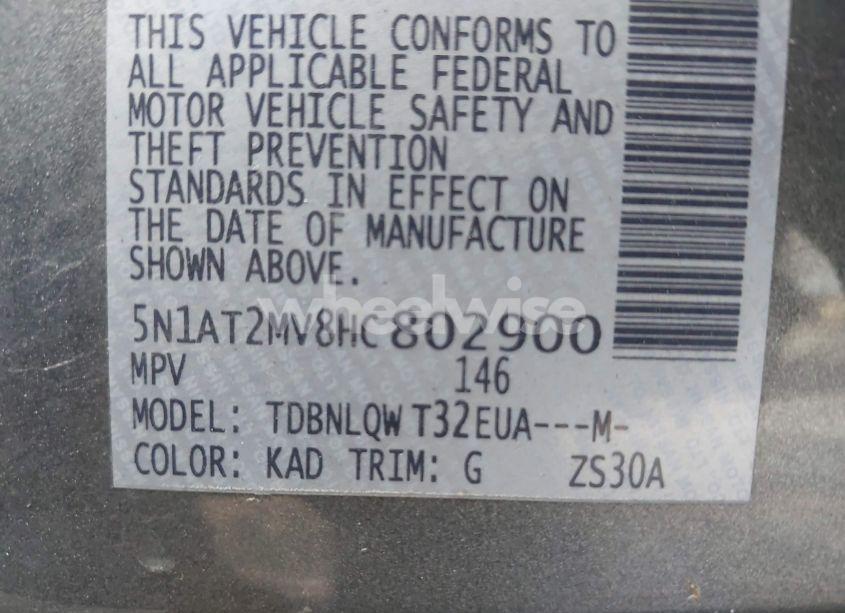 THIS VEHICLE CONFORMS TO
ALL APPLICABLE FEDERAL
MOTOR VEHICLE SAFETY AND
THEFT PREVENTION
STANDARDS IN EFFECT ON
THE DATE OF MANUFACTURE
SHOWN ABOVE.
wheelwise
5N1AT2MV8HC802900
MPV 146
MODEL: TDBNLQW T32EUA---M-
COLOR: KAD TRIM: G ZS30A